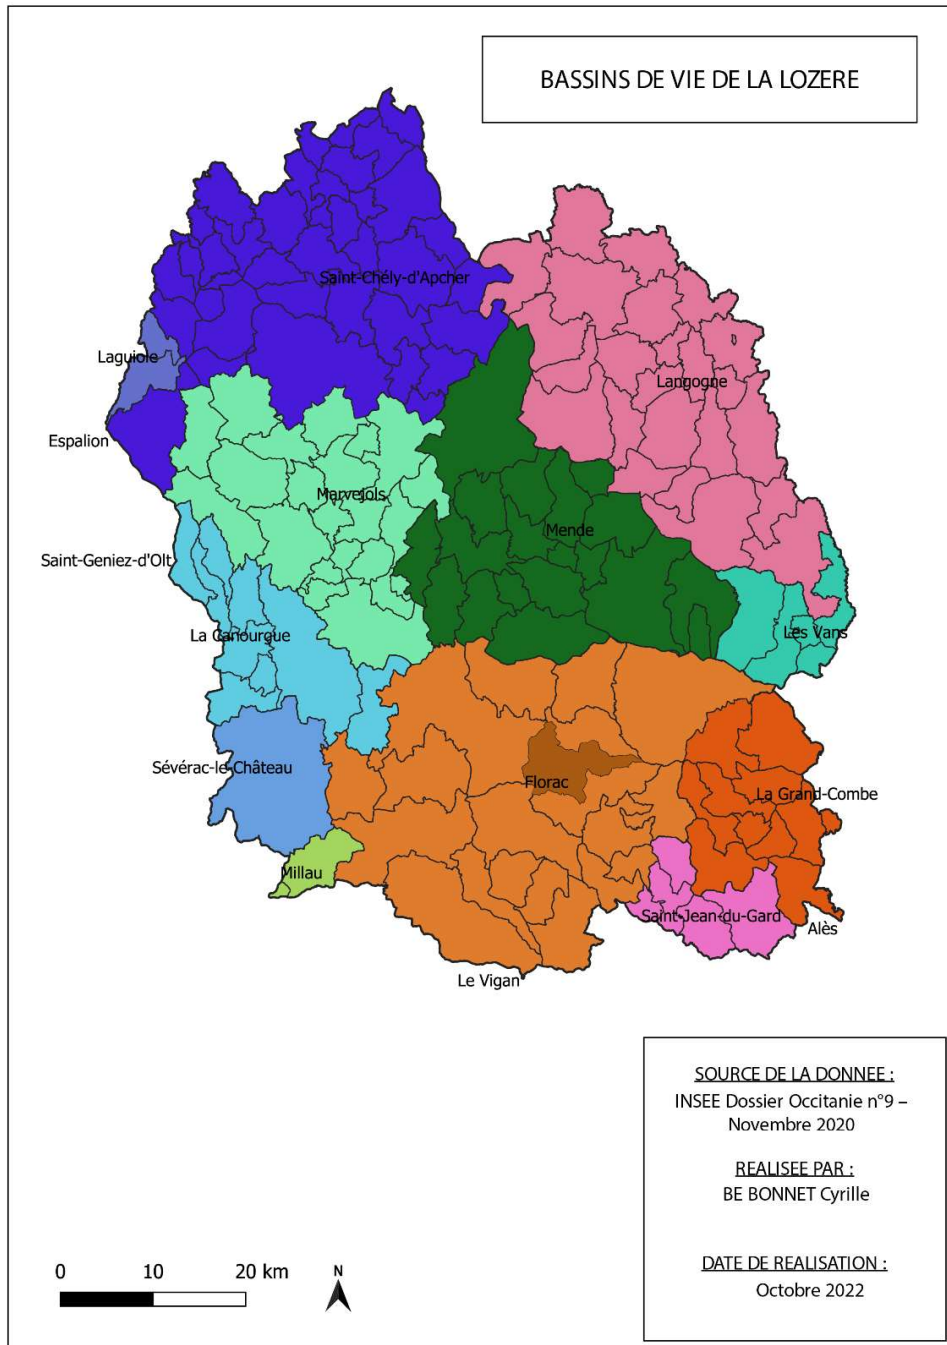 BASSINS DE VIE DE LA LOZERE
Saint-Chély-d'Apcher
Laguiole
Langogne
Espalion
Marvejols
Mende
Saint-Geniez-d'Olt
La Canourgue
Les Vans
Sévérac-le-Château
Florac
La Grand-Combe
Millau
Saint-Jean-du-Gard
Alès
Le Vigan
SOURCE DE LA DONNEE :
INSEE Dossier Occitanie n°9 –
Novembre 2020
REALISEE PAR :
BE BONNET Cyrille
DATE DE REALISATION :
Octobre 2022
0 10 20 km
N